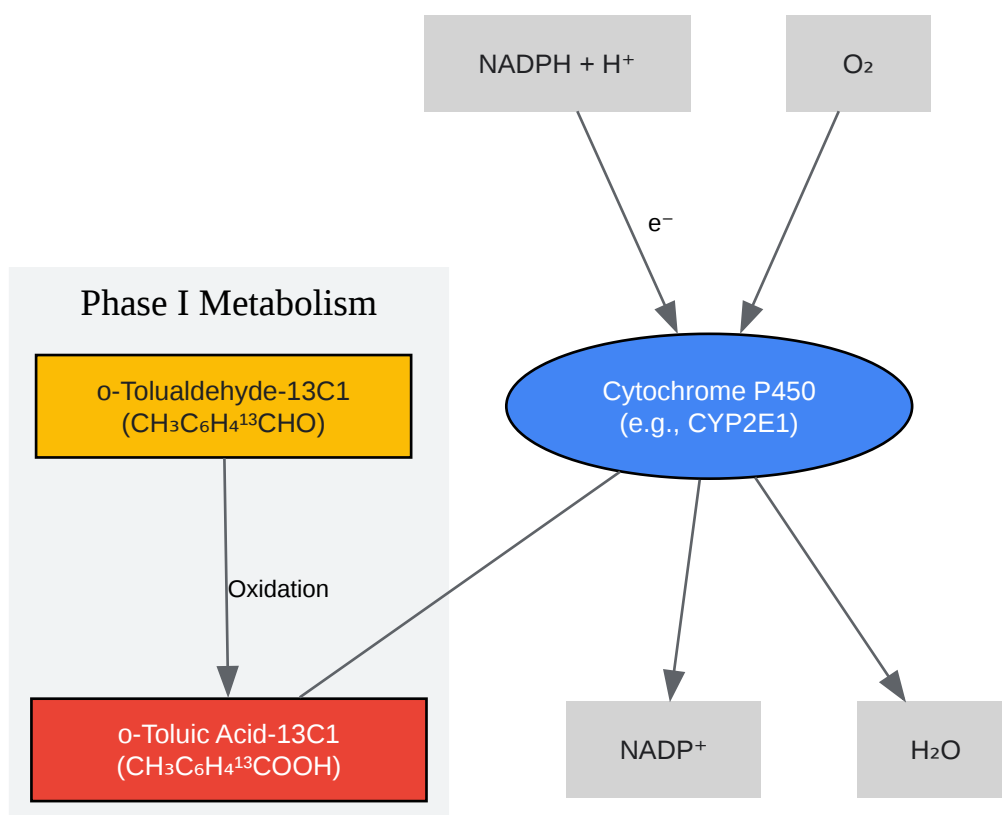 NADPH + H⁺
O₂
e⁻
Phase I Metabolism
o-Tolualdehyde-13C1
(CH₃C₆H₄¹³CHO)
Cytochrome P450
(e.g., CYP2E1)
Oxidation
o-Toluic Acid-13C1
(CH₃C₆H₄¹³COOH)
NADP⁺
H₂O